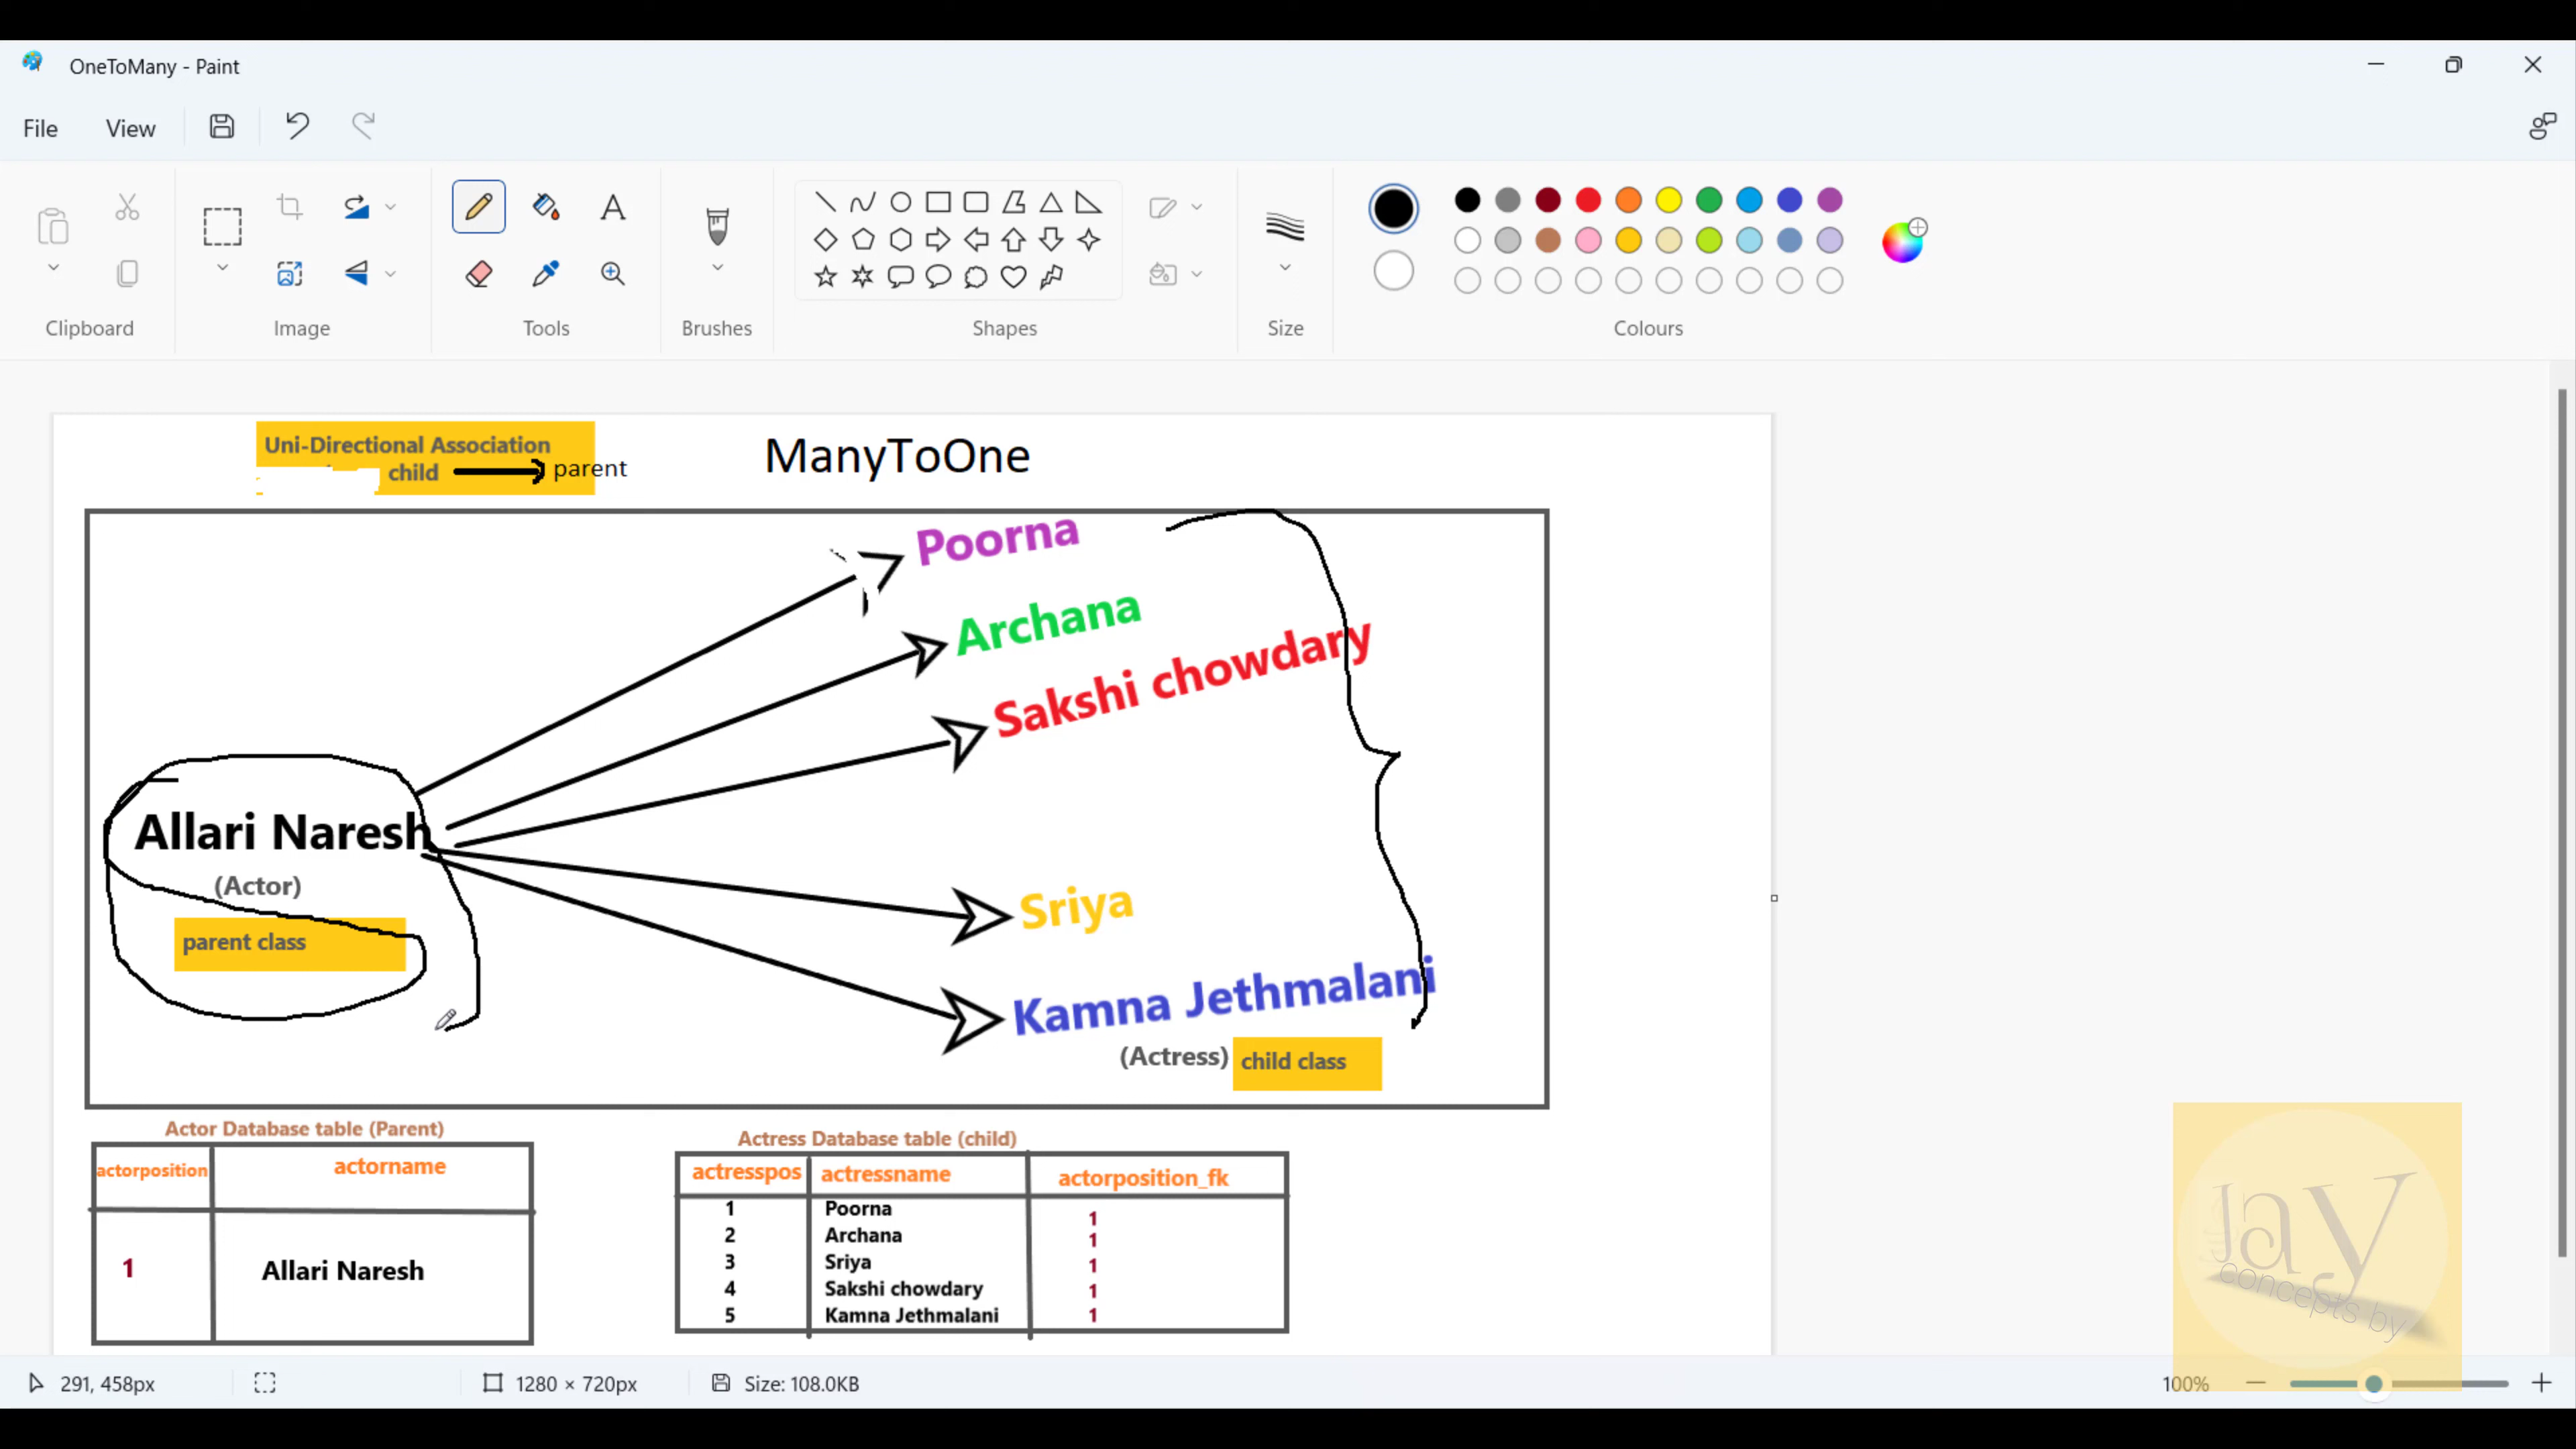 OneToMany - Paint
File View
Clipboard Image Tools Brushes Shapes Size Colours
Uni-Directional Association
child parent
ManyToOne
Poorna
Archana
Sakshi chowdary
Allari Naresh
(Actor)
parent class
Sriya
Kamna Jethmalani
(Actress) child class
Actor Database table (Parent)
actorposition actorname
1 Allari Naresh
Actress Database table (child)
actresspos actressname actorposition_fk
1 Poorna 1
2 Archana 1
3 Sriya 1
4 Sakshi chowdary 1
5 Kamna Jethmalani 1
Jay
concepts by
291, 458px 1280 × 720px Size: 108.0KB 100%